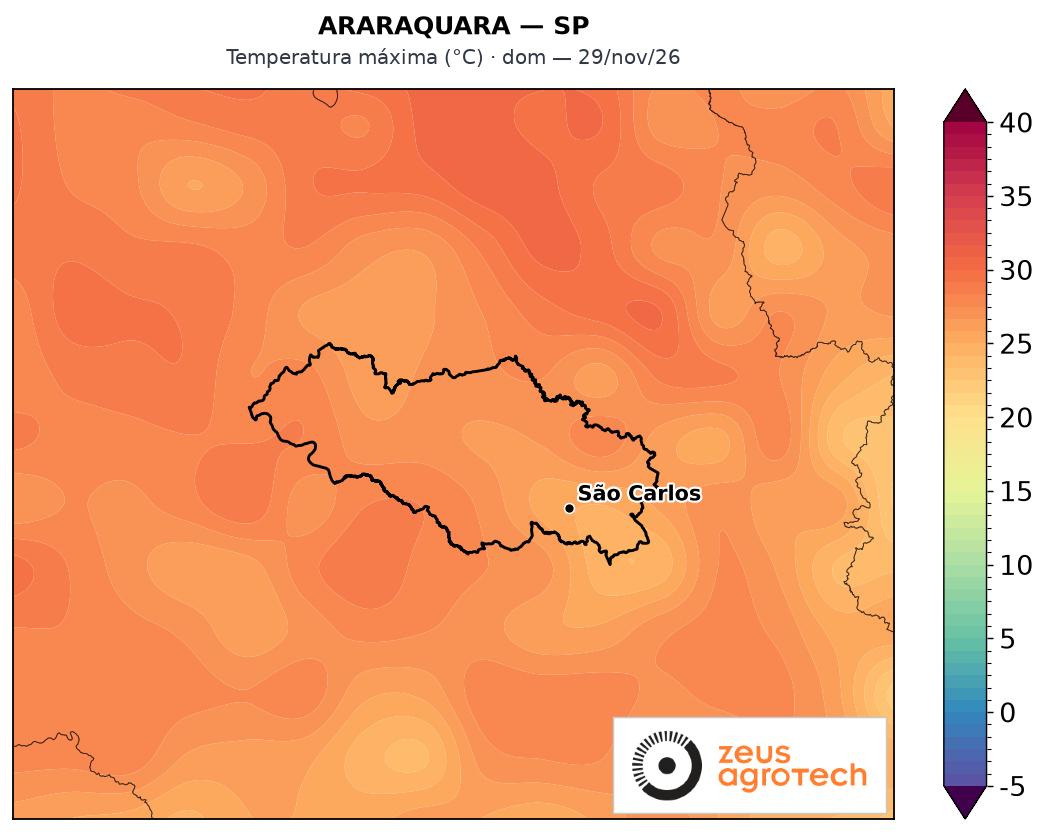 ARARAQUARA — SP
Temperatura máxima (°C) · dom — 29/nov/26
São Carlos
40
35
30
25
20
15
10
5
0
-5
zeus
agrotech